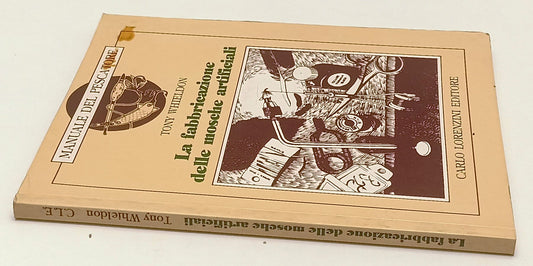 MANUALE DEL PESCATORE
TONY WHIELDON
La fabbricazione
delle mosche artificiali
CARLO LORENZINI EDITORE
La fabbricazione delle mosche artificiali
Tony Whieldon C.L.E.